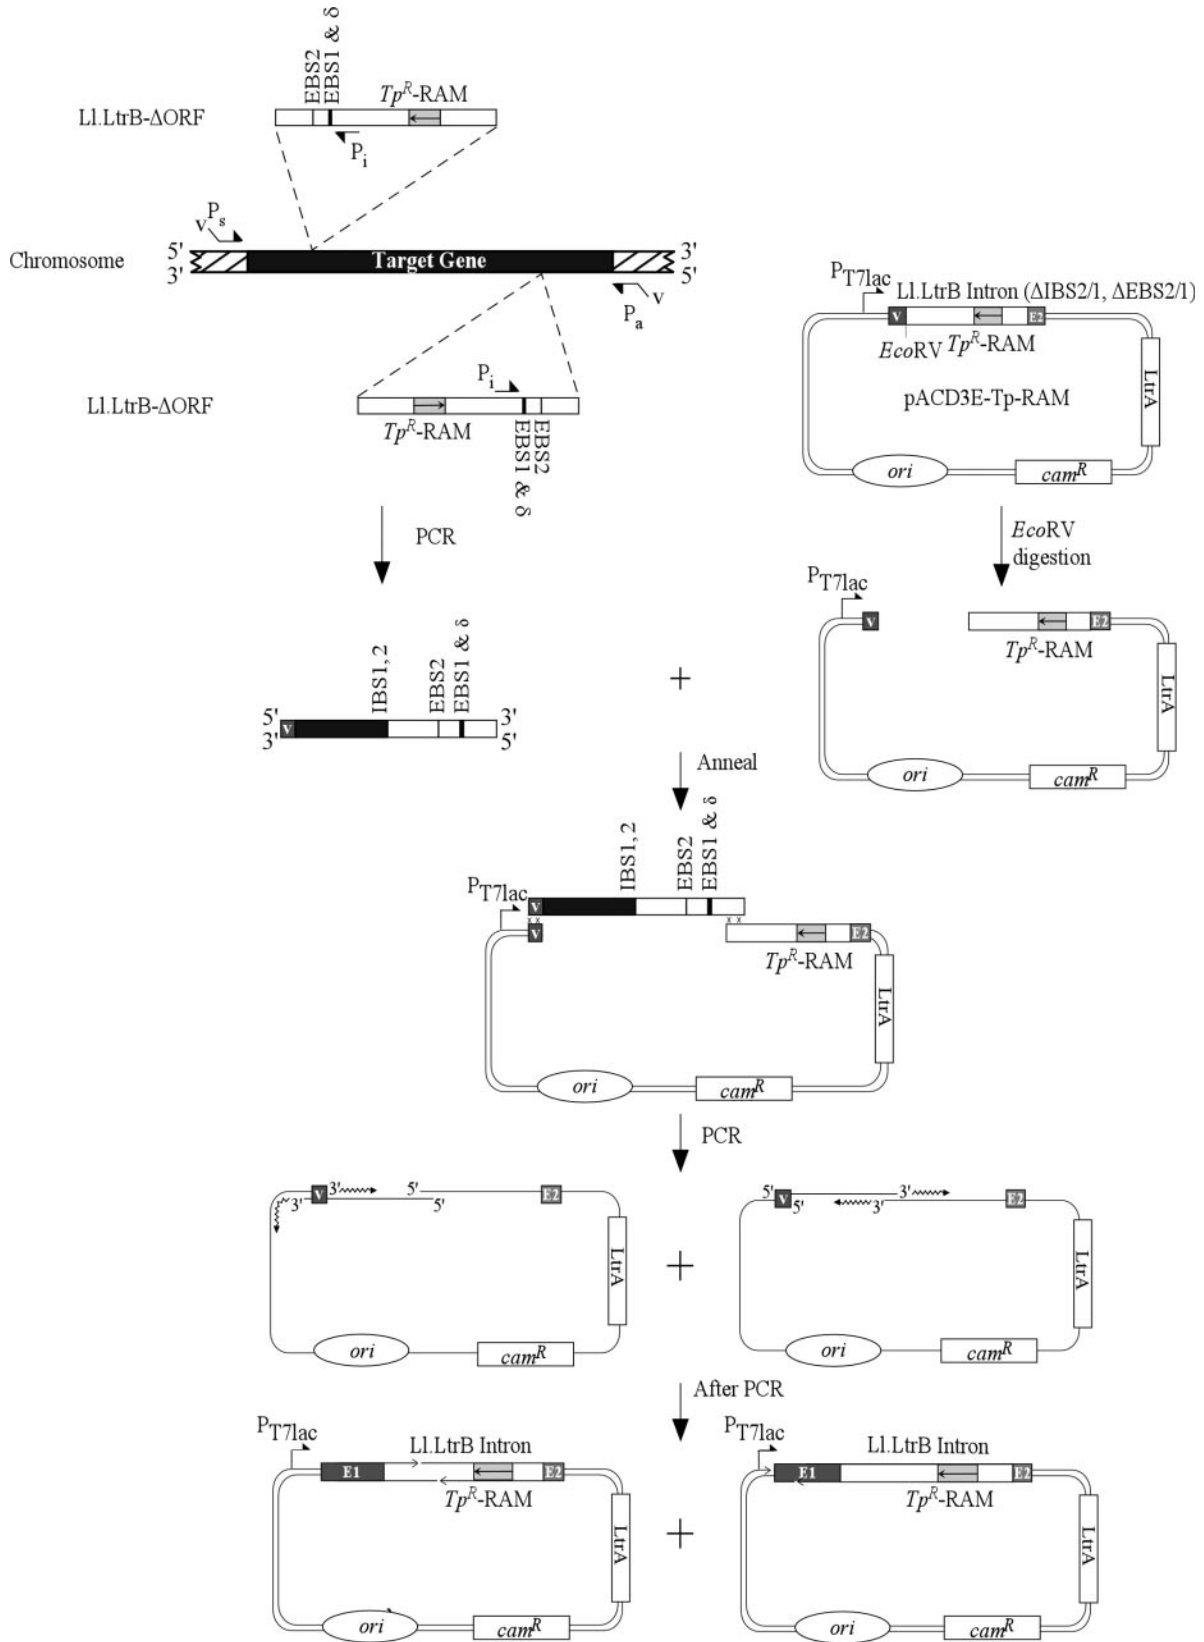 EBS2
EBS1 & δ
Ll.LtrB-ΔORF
Tp^R-RAM
P_i
P_s
V
Chromosome
5'
3'
Target Gene
3'
5'
P_a
V
P_i
Ll.LtrB-ΔORF
Tp^R-RAM
EBS1 & δ
EBS2
P_T7lac
Ll.LtrB Intron (ΔIBS2/1, ΔEBS2/1)
V
E2
EcoRV
Tp^R-RAM
pACD3E-Tp-RAM
LtrA
ori
cam^R
PCR
EcoRV
digestion
P_T7lac
V
E2
Tp^R-RAM
LtrA
ori
cam^R
IBS1,2
EBS2
EBS1 & δ
5'
3'
V
3'
5'
+
Anneal
IBS1,2
EBS2
EBS1 & δ
P_T7lac
V
x x
V
x x
E2
Tp^R-RAM
LtrA
ori
cam^R
PCR
V
3'
5'
3'
5'
E2
LtrA
ori
cam^R
+
5'
V
5'
3'
3'
E2
LtrA
ori
cam^R
After PCR
P_T7lac
Ll.LtrB Intron
E1
E2
Tp^R-RAM
LtrA
ori
cam^R
+
P_T7lac
Ll.LtrB Intron
E1
E2
Tp^R-RAM
LtrA
ori
cam^R